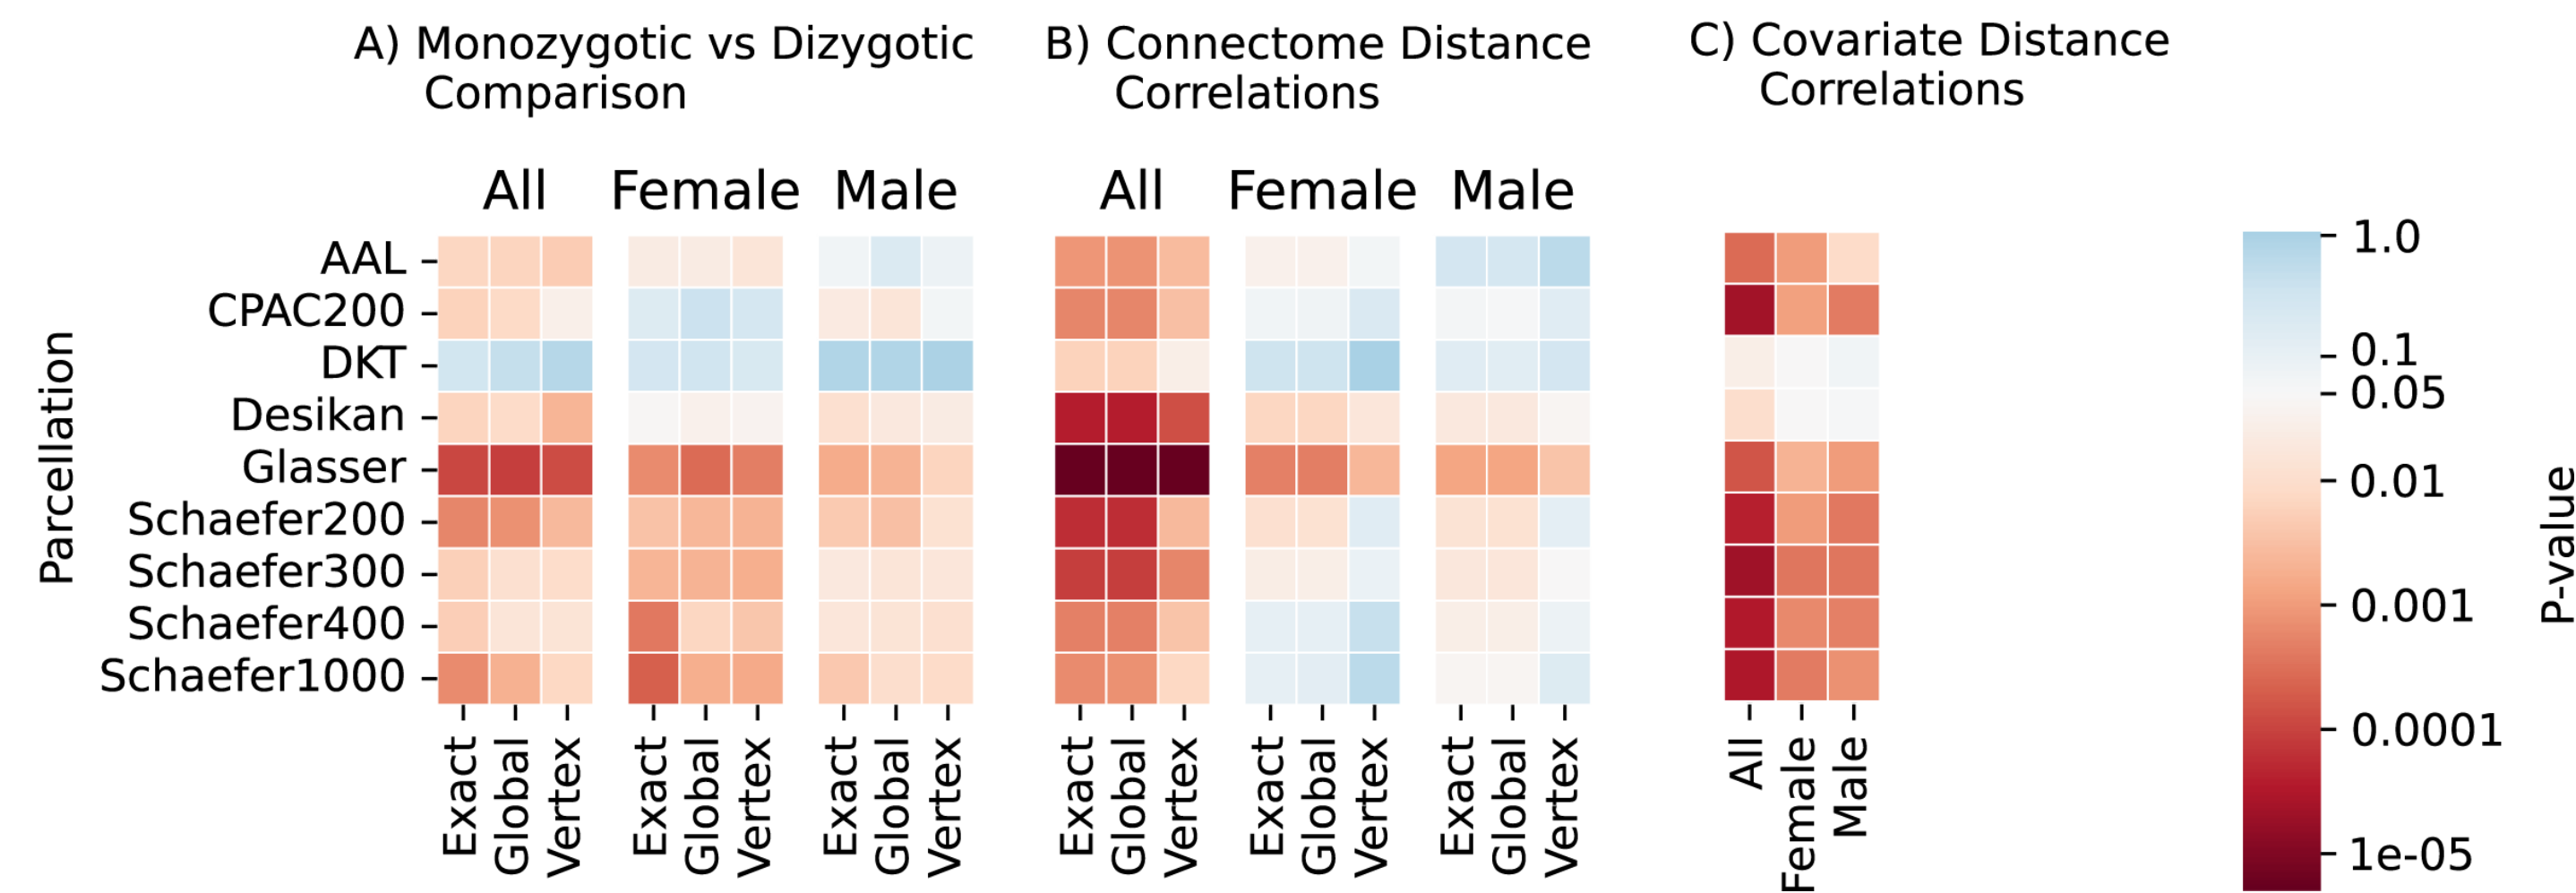 A) Monozygotic vs Dizygotic
Comparison
B) Connectome Distance
Correlations
C) Covariate Distance
Correlations
All
Female
Male
All
Female
Male
Parcellation
AAL
CPAC200
DKT
Desikan
Glasser
Schaefer200
Schaefer300
Schaefer400
Schaefer1000
Exact
Global
Vertex
Exact
Global
Vertex
Exact
Global
Vertex
Exact
Global
Vertex
Exact
Global
Vertex
Exact
Global
Vertex
All
Female
Male
1.0
0.1
0.05
0.01
0.001
0.0001
1e-05
P-value